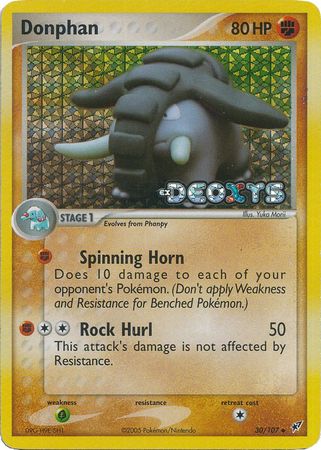 Donphan 80 HP
ex DEOXYS
Illus. Yuka Morii
STAGE 1
Evolves from Phanpy
Spinning Horn
Does 10 damage to each of your
opponent's Pokémon. (Don't apply Weakness
and Resistance for Benched Pokémon.)
Rock Hurl 50
This attack's damage is not affected by
Resistance.
weakness resistance retreat cost
©2005 Pokémon/Nintendo 30/107